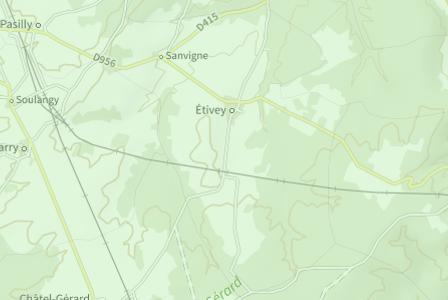 Pasilly
D415
D956
Sanvigne
Soulangy
Étivey
arry
Gérard
Châtel-Gérard